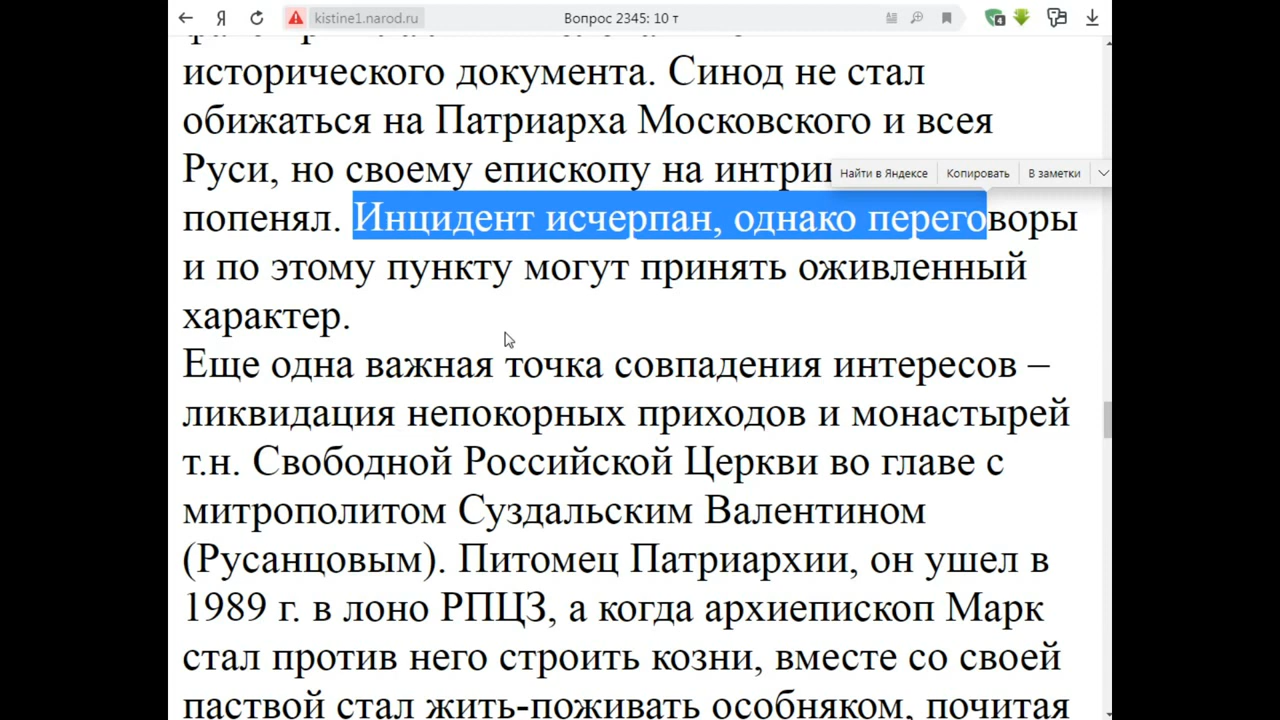 Я kistine1.narod.ru Вопрос 2345: 10 т
исторического документа. Синод не стал
обижаться на Патриарха Московского и всея
Руси, но своему епископу на
Найти в Яндексе Копировать В заметки
попенял. Инцидент исчерпан, однако переговоры
и по этому пункту могут принять оживленный
характер.
Еще одна важная точка совпадения интересов –
ликвидация непокорных приходов и монастырей
т.н. Свободной Российской Церкви во главе с
митрополитом Суздальским Валентином
(Русанцовым). Питомец Патриархии, он ушел в
1989 г. в лоно РПЦЗ, а когда архиепископ Марк
стал против него строить козни, вместе со своей
паствой стал жить-поживать особняком, почитая